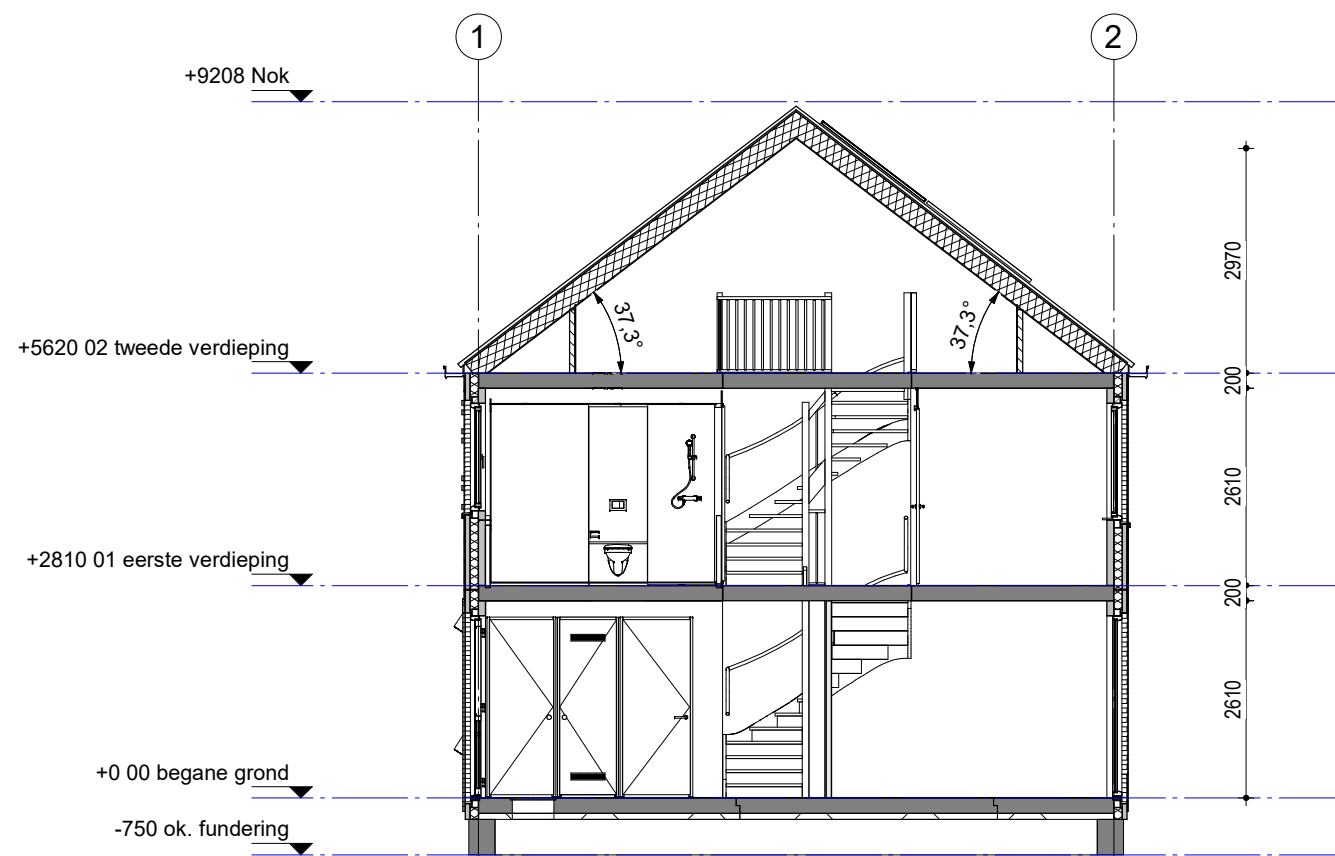 1
2
+9208 Nok
2970
37,3°
37,3°
+5620 02 tweede verdieping
200
2610
+2810 01 eerste verdieping
200
2610
+0 00 begane grond
-750 ok. fundering